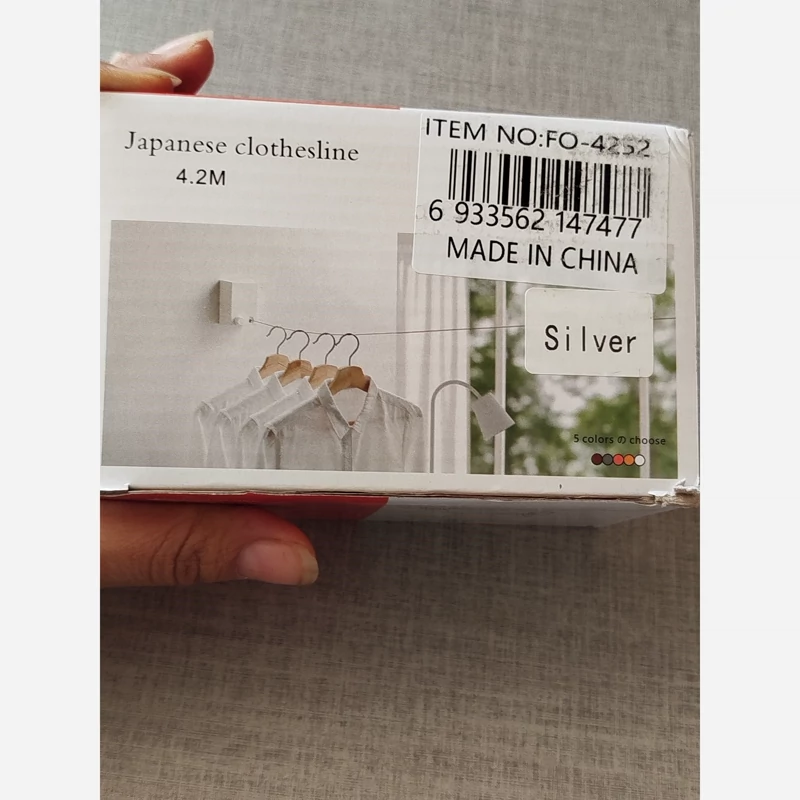 Japanese clothesline
4.2M
ITEM NO:FO-4252
6 933562 147477
MADE IN CHINA
Silver
5 colors の choose